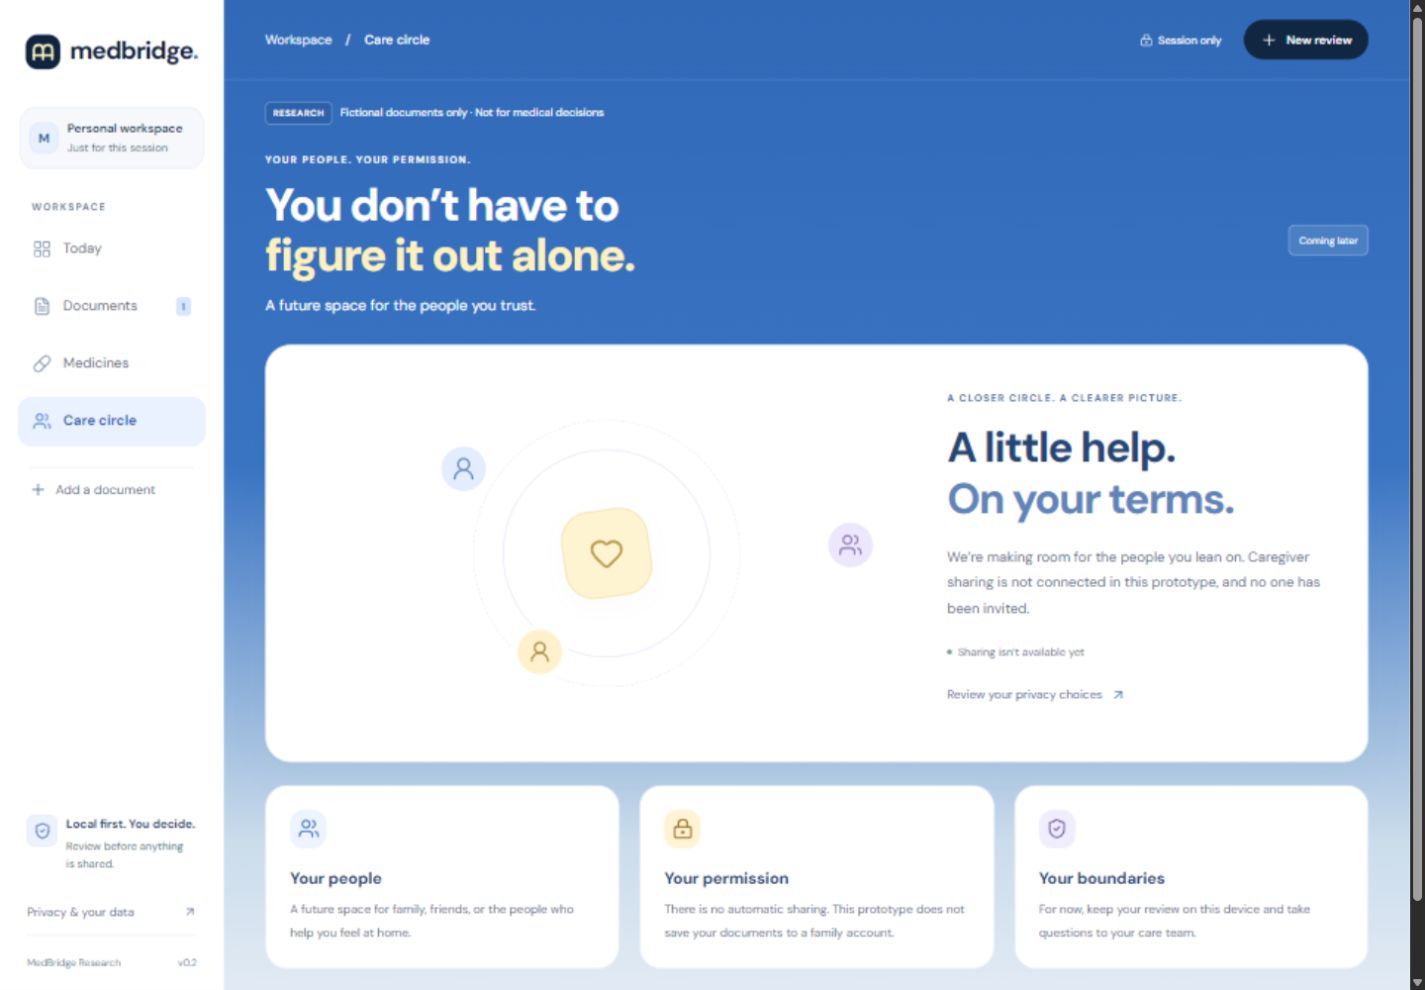 medbridge.
M
Personal workspace
Just for this session
WORKSPACE
Today
Documents 1
Medicines
Care circle
Add a document
Local first. You decide.
Review before anything
is shared.
Privacy & your data
MedBridge Research v0.2
Workspace / Care circle
Session only
New review
RESEARCH Fictional documents only · Not for medical decisions
YOUR PEOPLE. YOUR PERMISSION.
You don’t have to
figure it out alone.
A future space for the people you trust.
Coming later
A CLOSER CIRCLE. A CLEARER PICTURE.
A little help.
On your terms.
We’re making room for the people you lean on. Caregiver
sharing is not connected in this prototype, and no one has
been invited.
Sharing isn’t available yet
Review your privacy choices
Your people
A future space for family, friends, or the people who
help you feel at home.
Your permission
There is no automatic sharing. This prototype does not
save your documents to a family account.
Your boundaries
For now, keep your review on this device and take
questions to your care team.